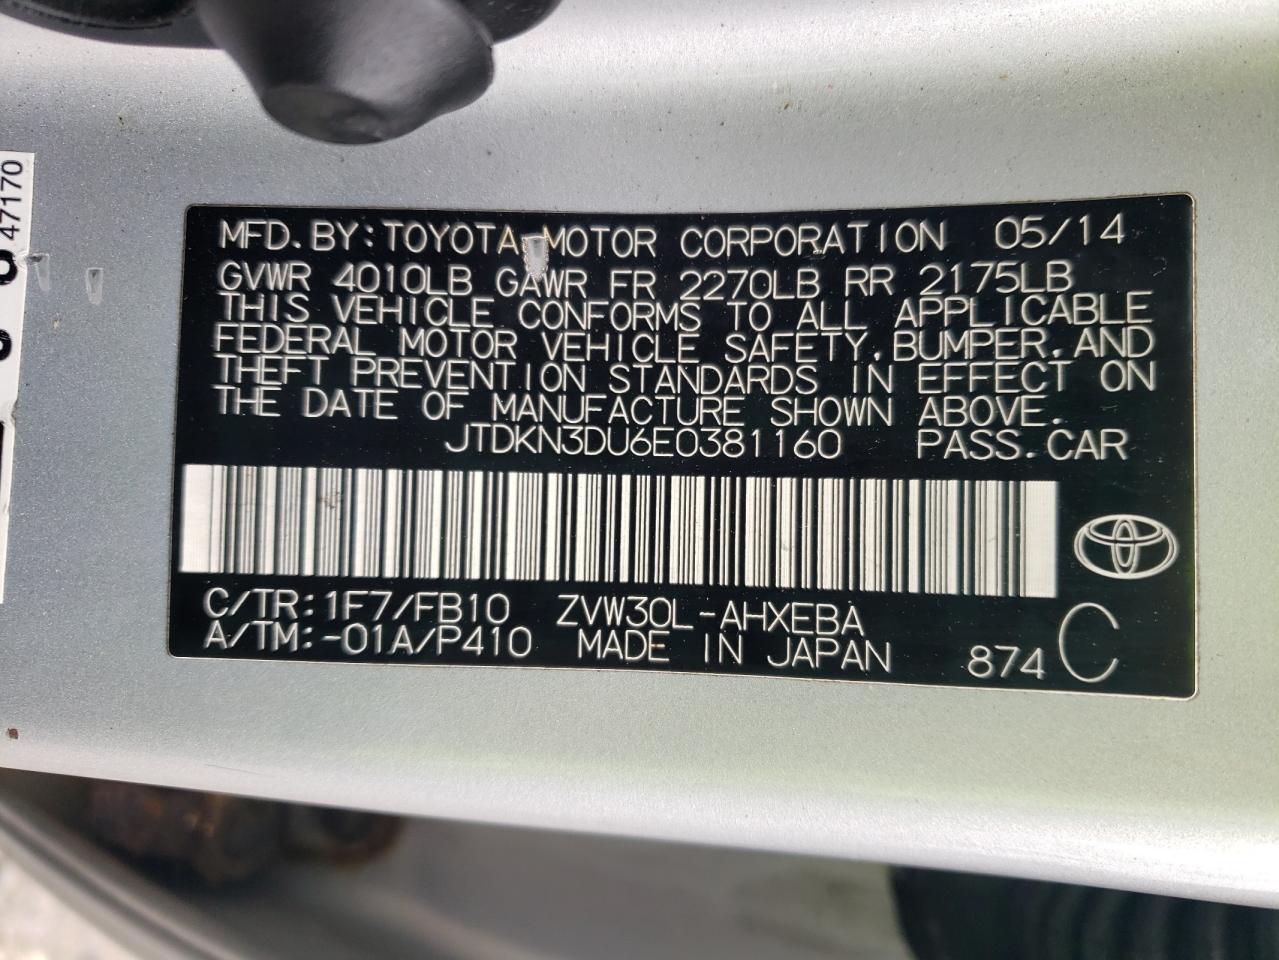 MFD.BY:TOYOTA MOTOR CORPORATION 05/14
GVWR 4010LB GAWR FR 2270LB RR 2175LB
THIS VEHICLE CONFORMS TO ALL APPLICABLE
FEDERAL MOTOR VEHICLE SAFETY,BUMPER,AND
THEFT PREVENTION STANDARDS IN EFFECT ON
THE DATE OF MANUFACTURE SHOWN ABOVE.
JTDKN3DU6E0381160 PASS.CAR
C/TR:1F7/FB10 ZVW30L-AHXEBA
A/TM:-01A/P410 MADE IN JAPAN 874 C
47170